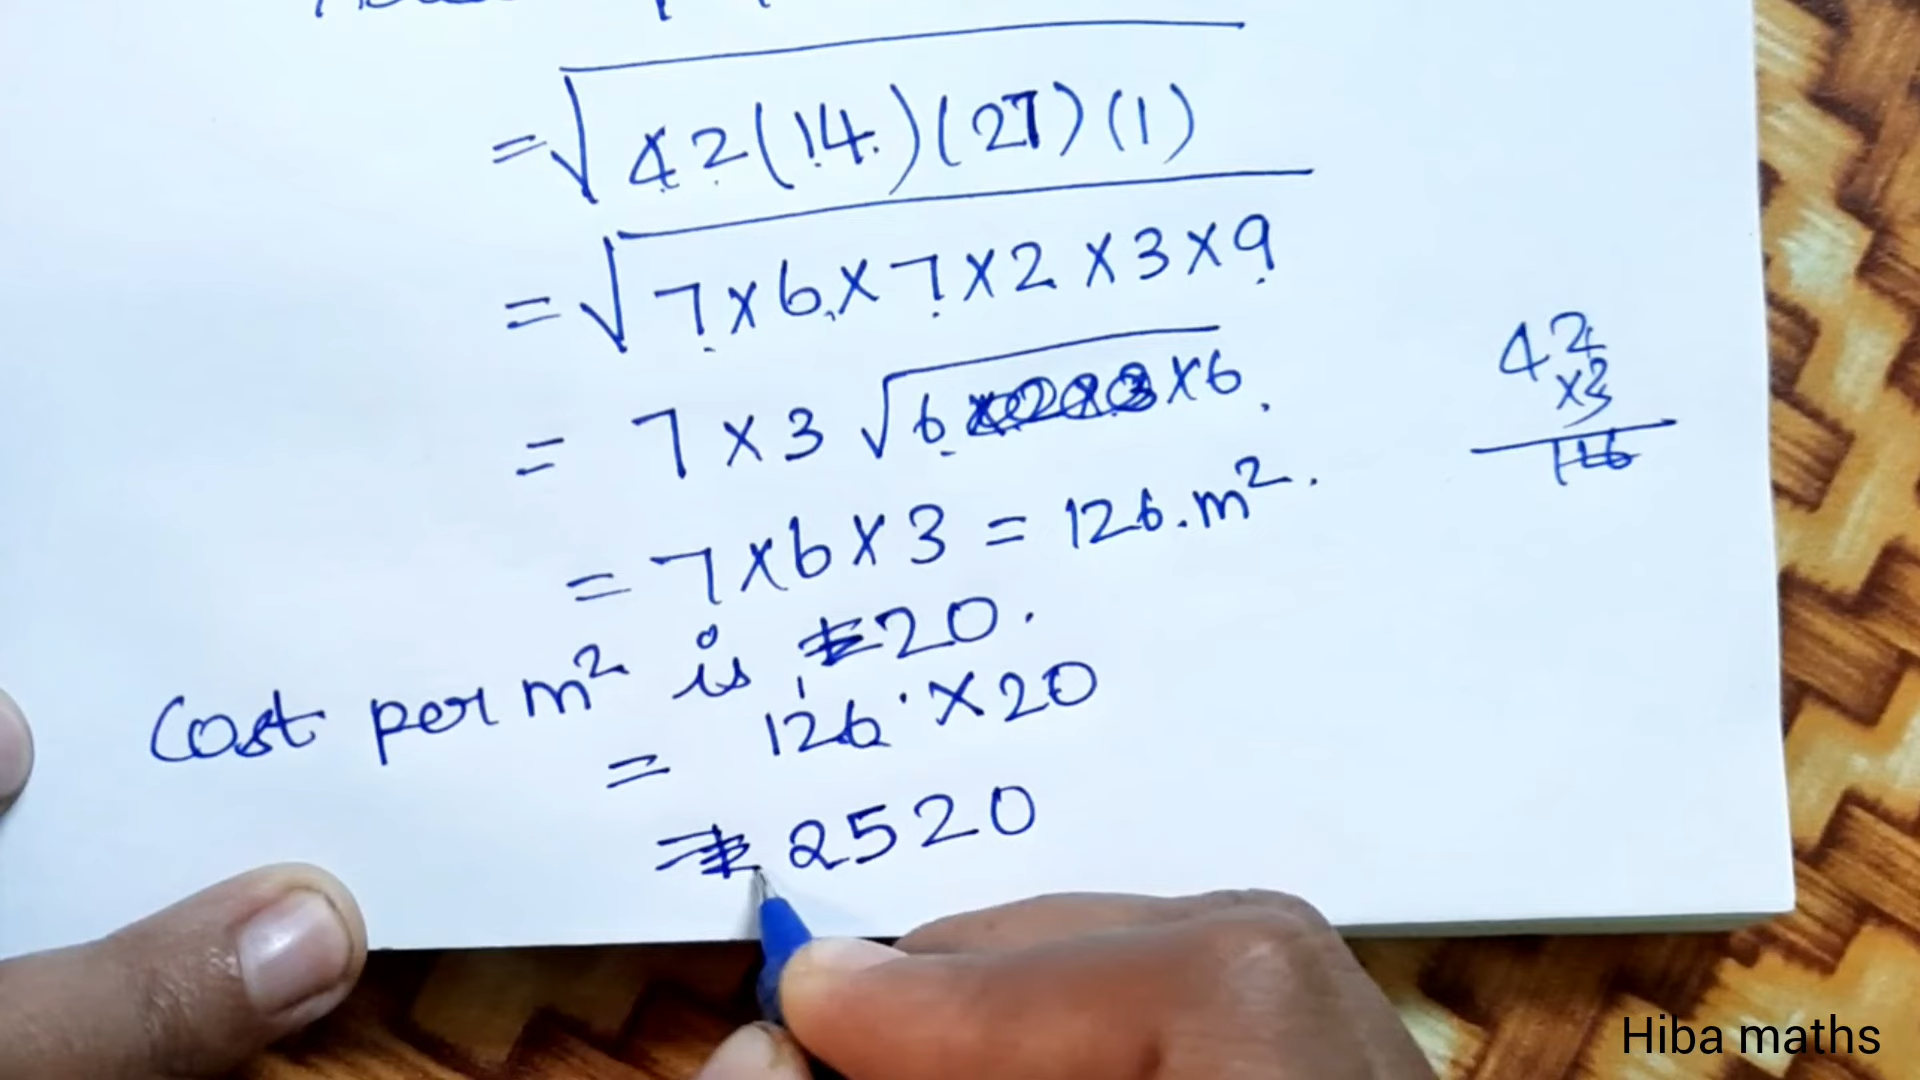 = √42(14)(27)(1)
= √7×6×7×2×3×9
= 7×3 √6 ×6.
42
×3
126
= 7×6×3 = 126.m².
Cost per m² is ₹20.
= 126 × 20
= ₹ 2520
Hiba maths